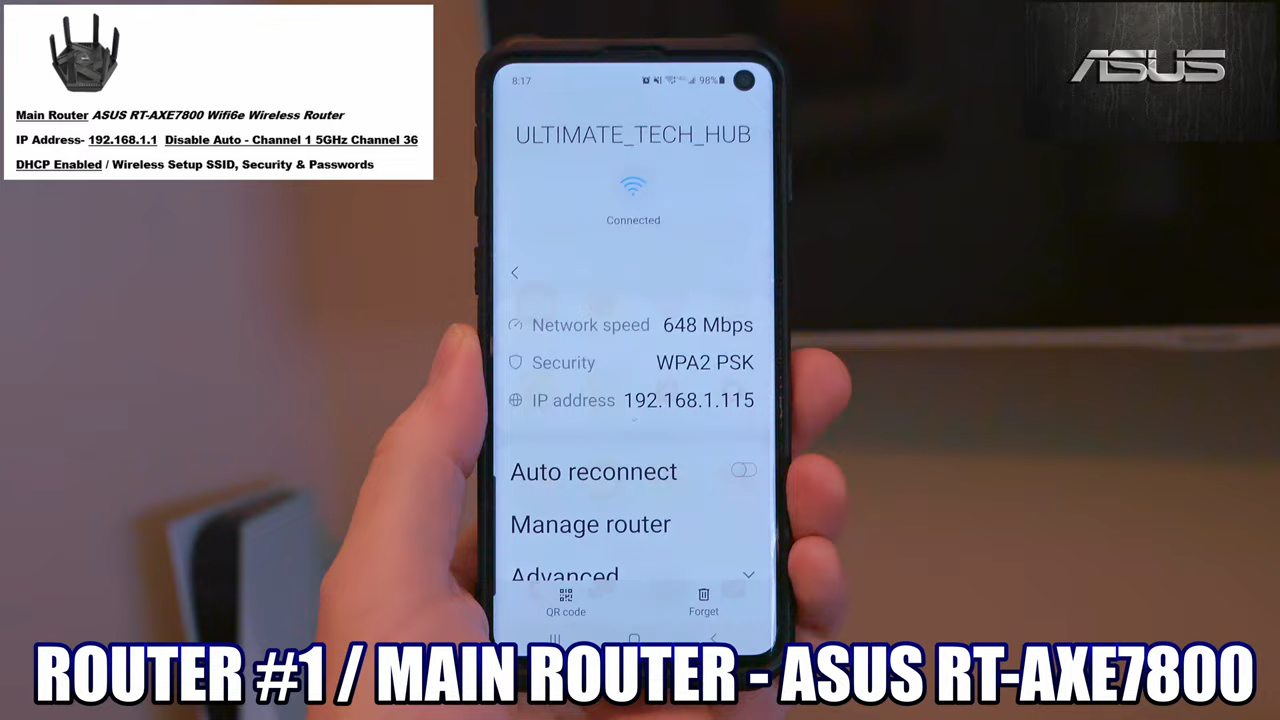 Main Router ASUS RT-AXE7800 Wifi6e Wireless Router
IP Address- 192.168.1.1 Disable Auto - Channel 1 5GHz Channel 36
DHCP Enabled / Wireless Setup SSID, Security & Passwords
ASUS
8:17 98%
ULTIMATE_TECH_HUB
Connected
Network speed 648 Mbps
Security WPA2 PSK
IP address 192.168.1.115
Auto reconnect
Manage router
Advanced
QR code Forget
ROUTER #1 / MAIN ROUTER - ASUS RT-AXE7800